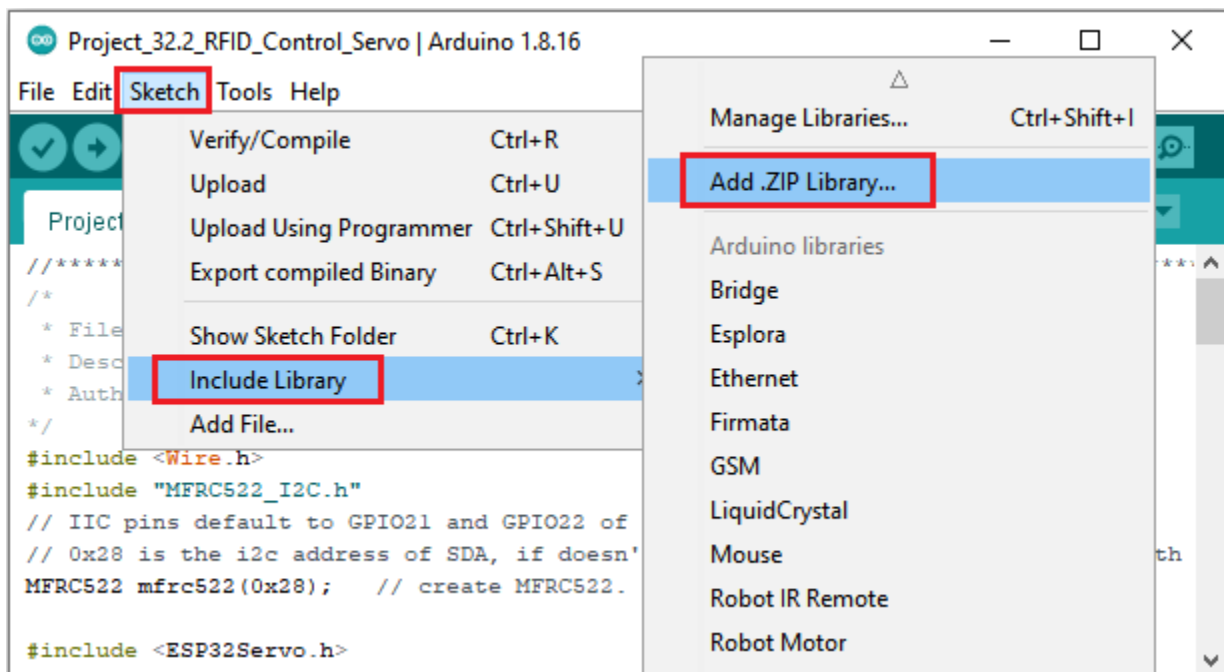 Project_32.2_RFID_Control_Servo | Arduino 1.8.16
File Edit Sketch Tools Help
Verify/Compile Ctrl+R
Upload Ctrl+U
Upload Using Programmer Ctrl+Shift+U
Export compiled Binary Ctrl+Alt+S
Show Sketch Folder Ctrl+K
Include Library
Add File...
Manage Libraries... Ctrl+Shift+I
Add .ZIP Library...
Arduino libraries
Bridge
Esplora
Ethernet
Firmata
GSM
LiquidCrystal
Mouse
Robot IR Remote
Robot Motor
Project
//*****
/*
* File
* Desc
* Auth
*/
#include <Wire.h>
#include "MFRC522_I2C.h"
// IIC pins default to GPIO21 and GPIO22 of
// 0x28 is the i2c address of SDA, if doesn' th
MFRC522 mfrc522(0x28); // create MFRC522.
#include <ESP32Servo.h>